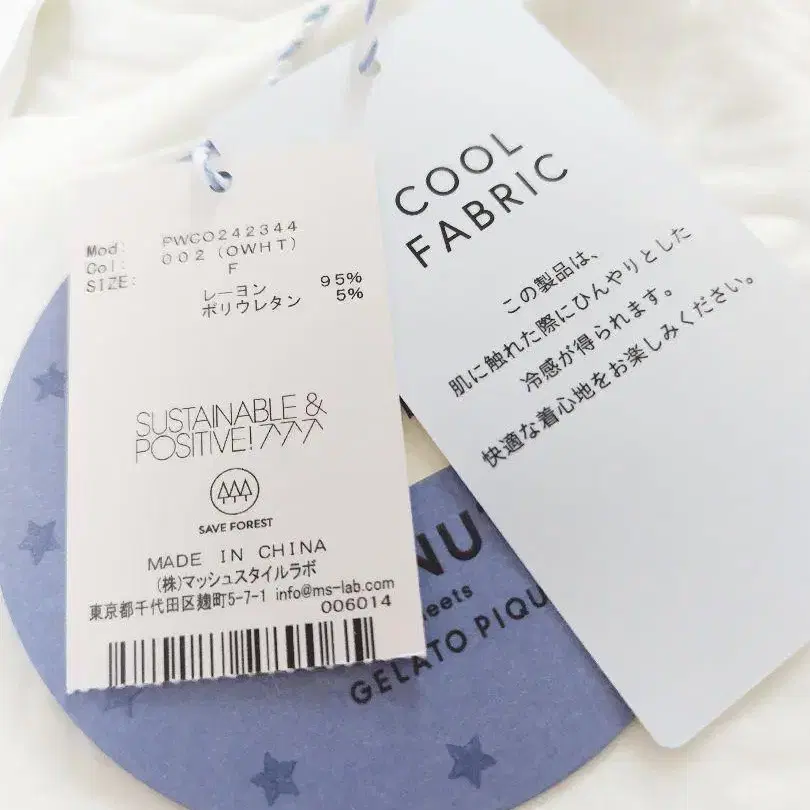 Mod: PWCO242344
Col: 002 (OWHT)
SIZE: F
レーヨン 95%
ポリウレタン 5%
SUSTAINABLE &
POSITIVE!
SAVE FOREST
MADE IN CHINA
(株)マッシュスタイルラボ
東京都千代田区麹町5-7-1 info@ms-lab.com
006014
COOL
FABRIC
この製品は、
肌に触れた際にひんやりとした
冷感が得られます。
快適な着心地をお楽しみください。
GELATO PIQU